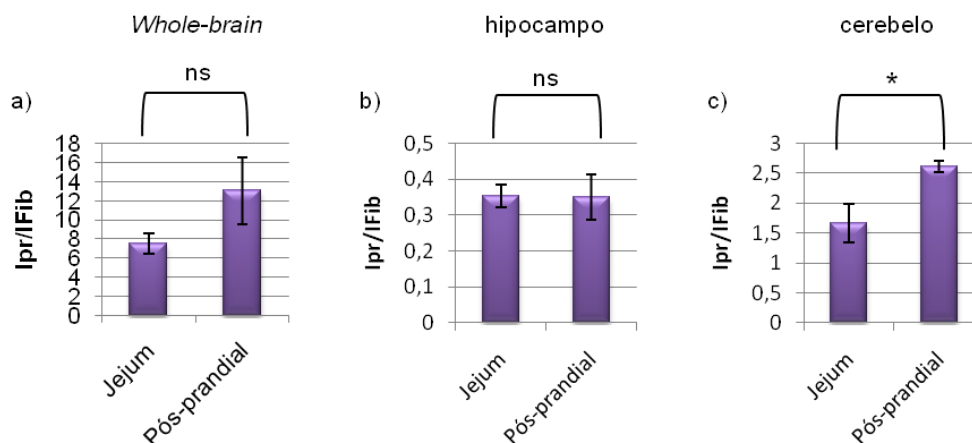 Whole-brain
ns
a)
Ipr/IFib
18
16
14
12
10
8
6
4
2
0
Jejum
Pós-prandial
hipocampo
ns
b)
Ipr/IFib
0,5
0,4
0,3
0,2
0,1
0
Jejum
Pós-prandial
cerebelo
*
c)
Ipr/IFib
3
2,5
2
1,5
1
0,5
0
Jejum
Pós-prandial